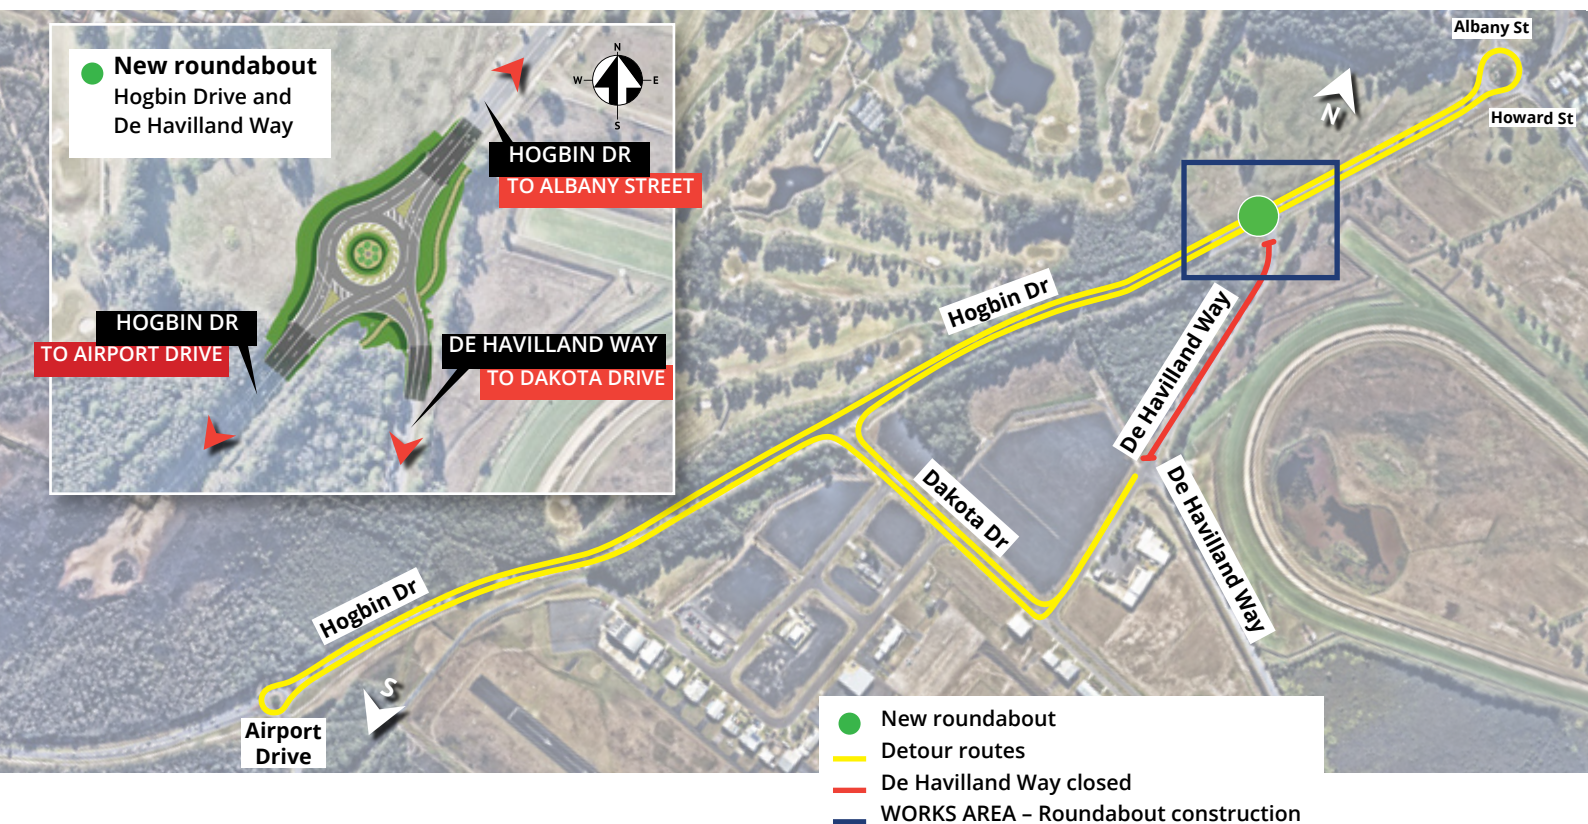 New roundabout
Hogbin Drive and
De Havilland Way
N
W
E
S
HOGBIN DR
TO ALBANY STREET
HOGBIN DR
TO AIRPORT DRIVE
DE HAVILLAND WAY
TO DAKOTA DRIVE
Albany St
Howard St
N
Hogbin Dr
De Havilland Way
De Havilland Way
Dakota Dr
Hogbin Dr
S
Airport
Drive
New roundabout
Detour routes
De Havilland Way closed
WORKS AREA – Roundabout construction